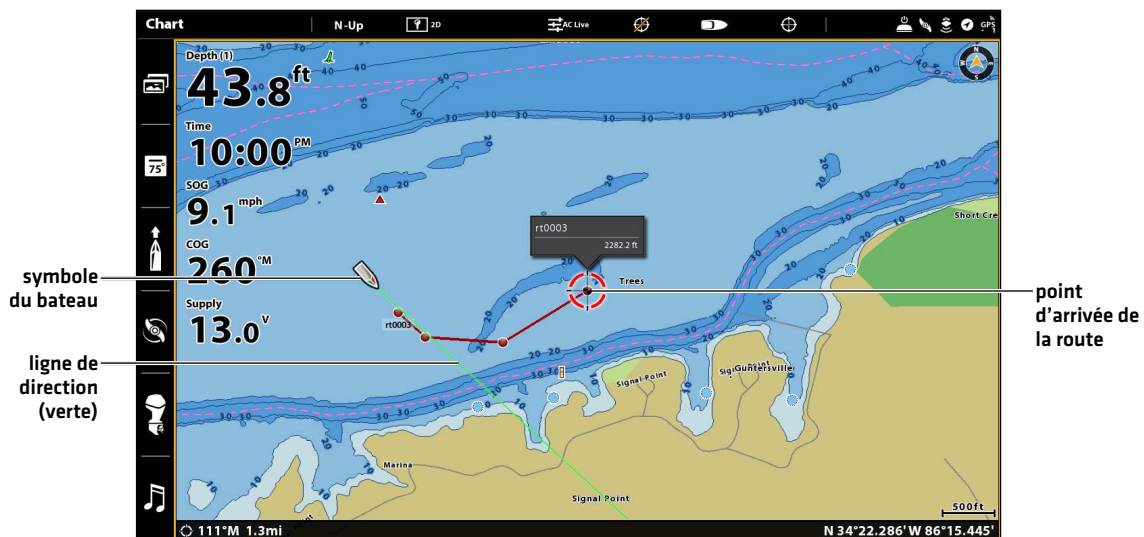 Chart
N-Up
2D
AC Live
GPS
Depth (1)
43.8 ft
Time
10:00 PM
SOG
9.1 mph
COG
260 °M
Supply
13.0 V
75°
rt0003
2282.2 ft
Trees
rt0003
Short Cre
Guntersville
Signal Point
Signal Point
Marina
Signal Point
500ft
111°M 1.3mi
N 34°22.286' W 86°15.445'
symbole
du bateau
ligne de
direction
(verte)
point
d'arrivée de
la route